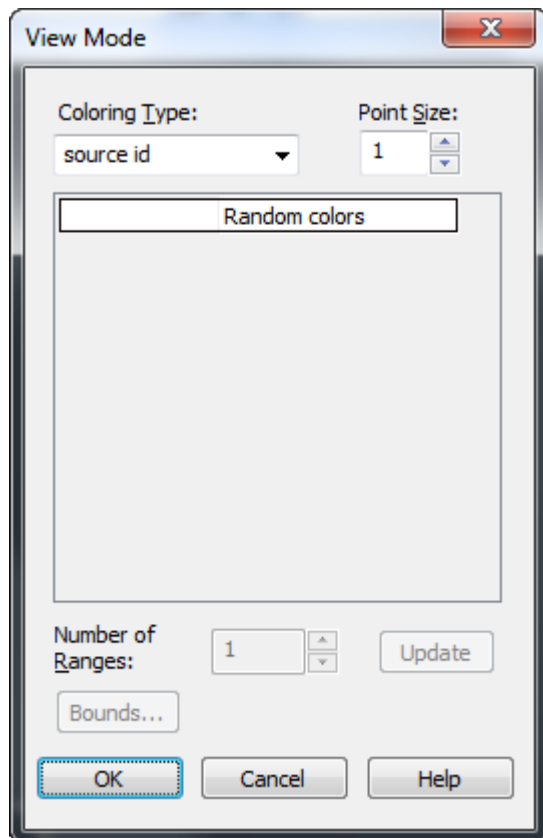 View Mode
Coloring Type:
Point Size:
source id
1
Random colors
Number of
Ranges:
1
Update
Bounds...
OK
Cancel
Help